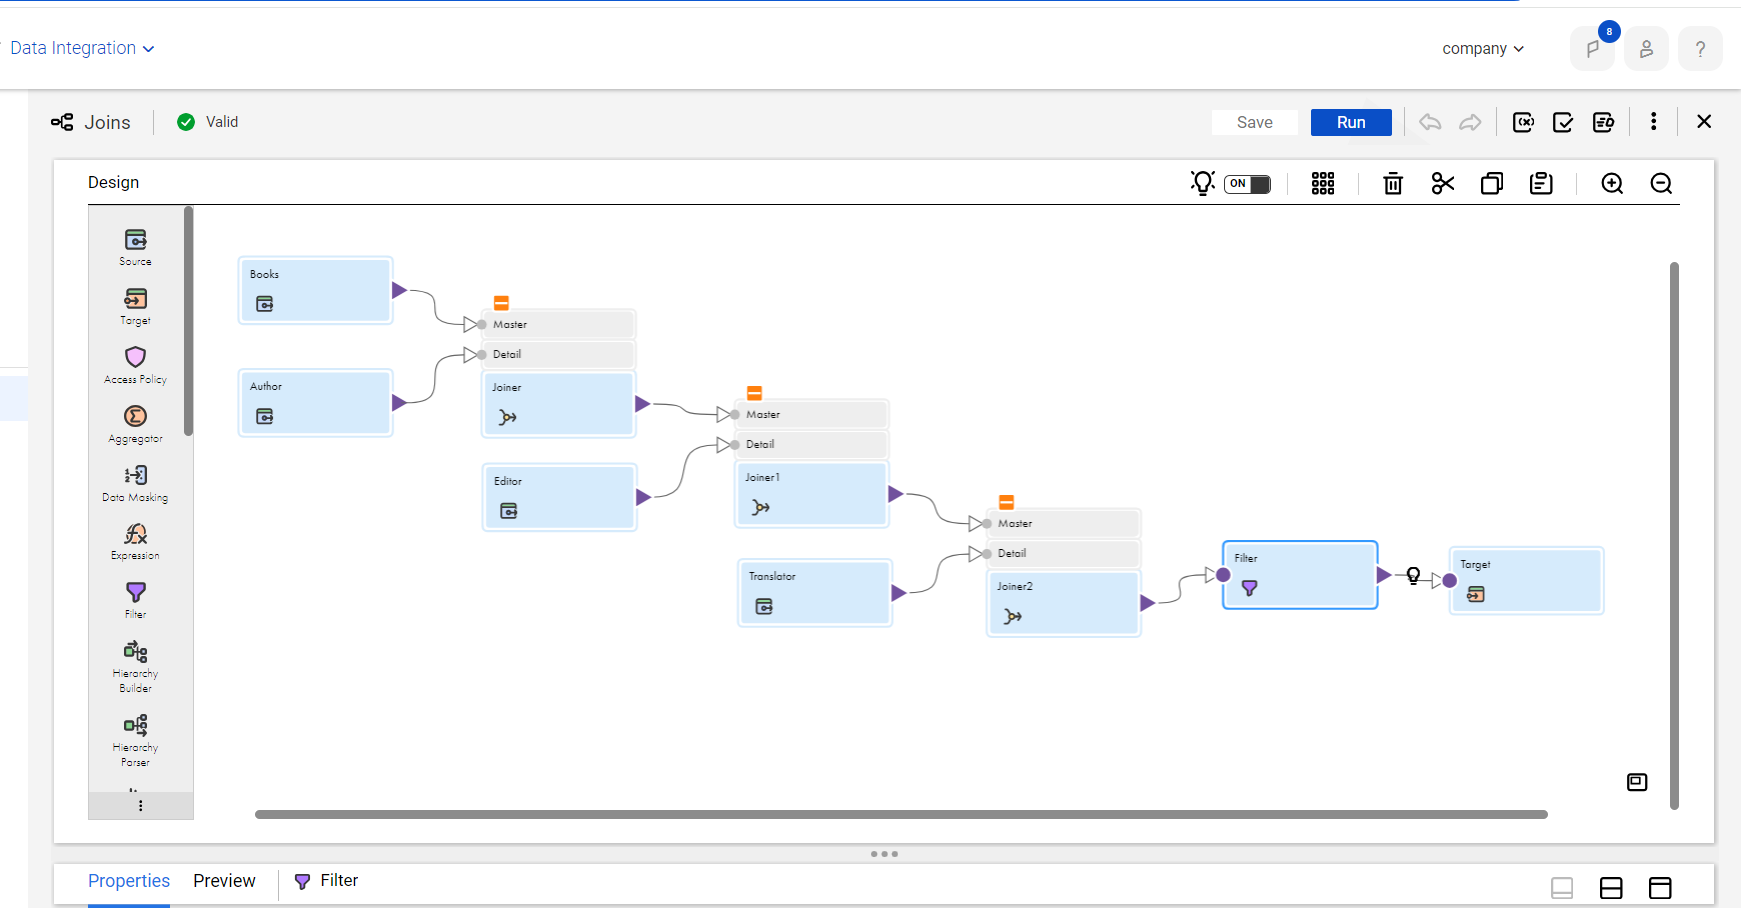 Data Integration
company
8
?
Joins
Valid
Save
Run
Design
ON
Source
Target
Access Policy
Aggregator
Data Masking
Expression
Filter
Hierarchy
Builder
Hierarchy
Parser
Books
Author
Master
Detail
Joiner
Editor
Master
Detail
Joiner1
Translator
Master
Detail
Joiner2
Filter
Target
Properties
Preview
Filter